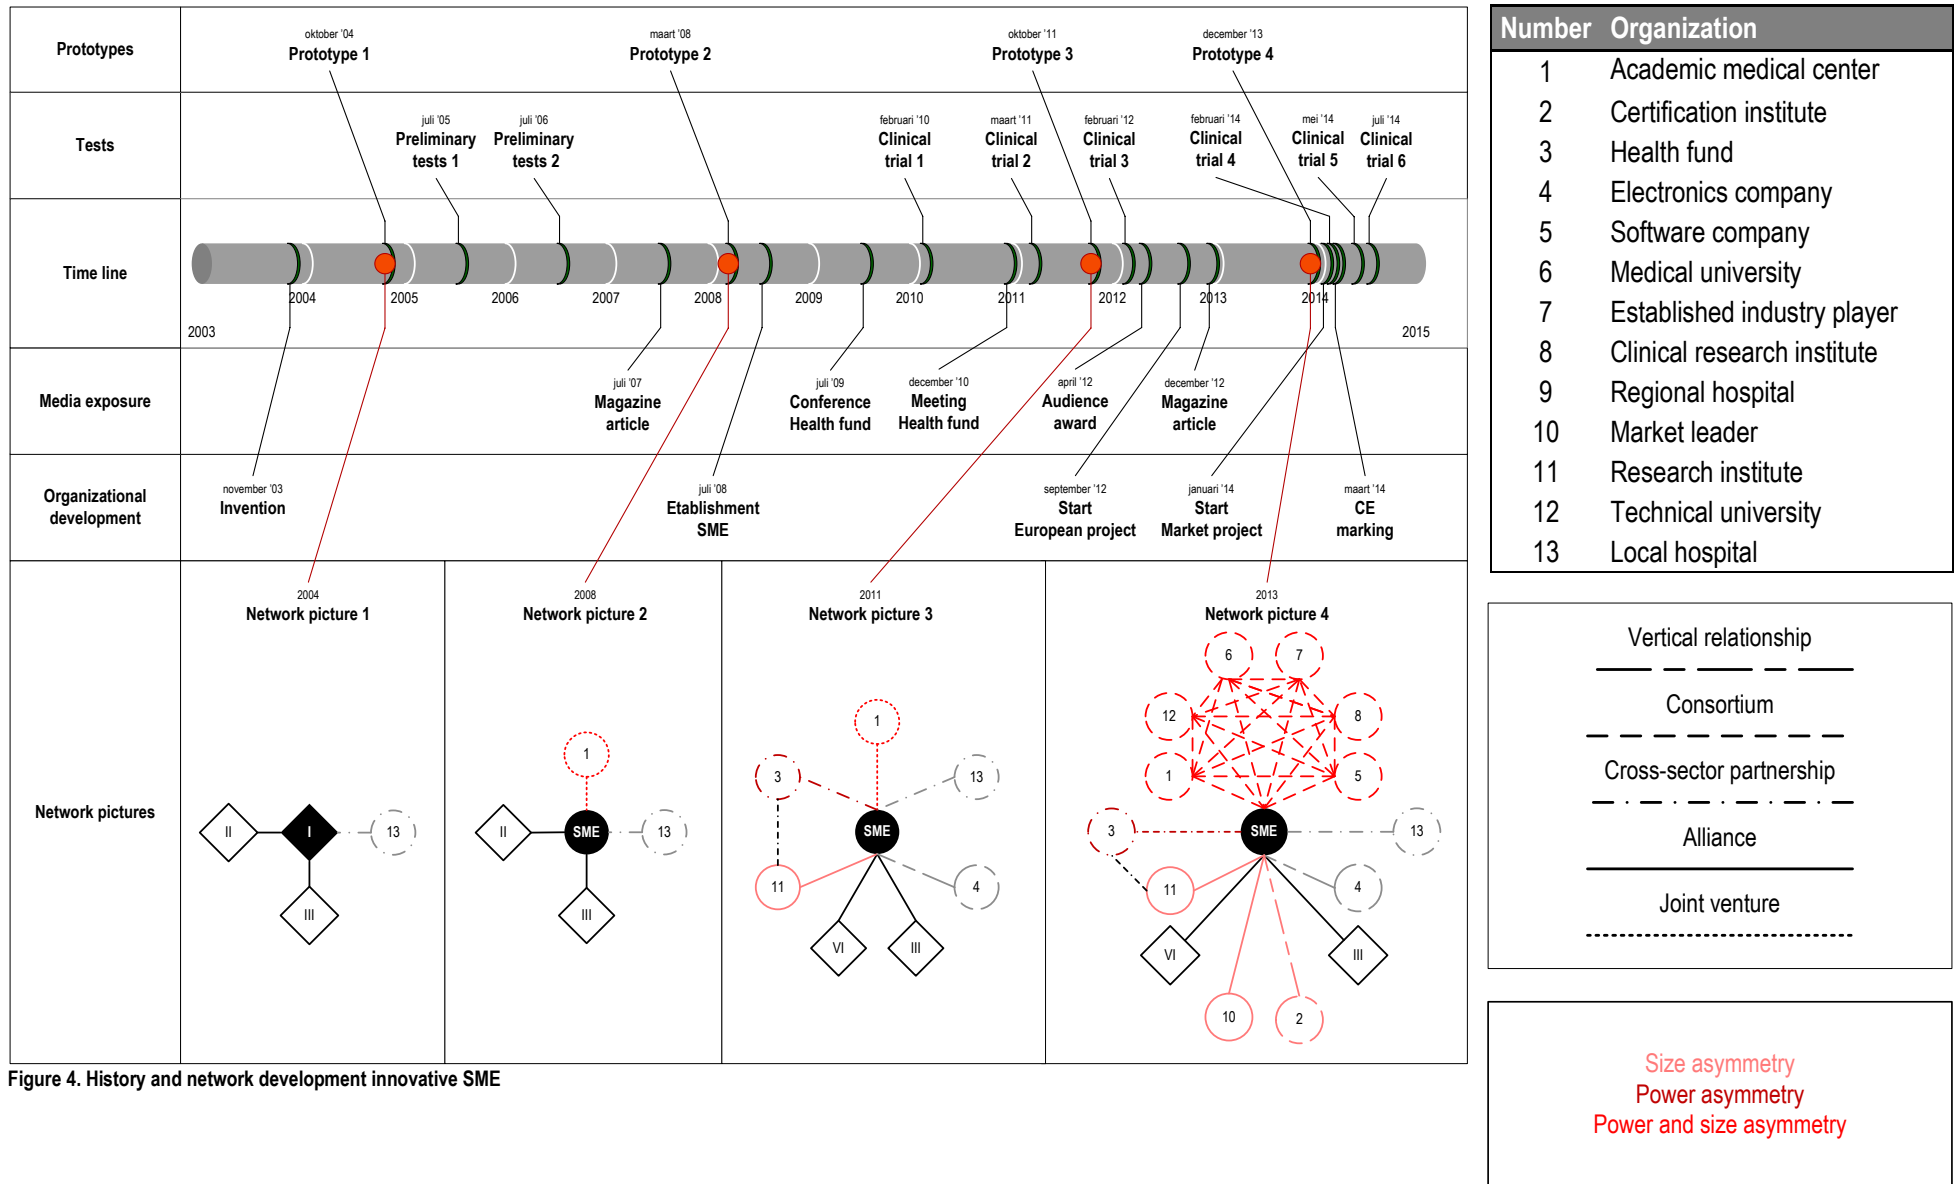 Prototypes
oktober '04
Prototype 1
maart '08
Prototype 2
oktober '11
Prototype 3
december '13
Prototype 4
Tests
juli '05
Preliminary
tests 1
juli '06
Preliminary
tests 2
februari '10
Clinical
trial 1
maart '11
Clinical
trial 2
februari '12
Clinical
trial 3
februari '14
Clinical
trial 4
mei '14
Clinical
trial 5
juli '14
Clinical
trial 6
Time line
2003
2004
2005
2006
2007
2008
2009
2010
2011
2012
2013
2014
2015
Media exposure
juli '07
Magazine
article
juli '09
Conference
Health fund
december '10
Meeting
Health fund
april '12
Audience
award
december '12
Magazine
article
Organizational
development
november '03
Invention
juli '08
Etablishment
SME
september '12
Start
European project
januari '14
Start
Market project
maart '14
CE
marking
Network pictures
2004
Network picture 1
II
I
13
III
2008
Network picture 2
1
II
SME
13
III
2011
Network picture 3
1
3
13
SME
11
4
VI
III
2013
Network picture 4
6
7
12
8
1
5
3
SME
13
11
4
VI
III
10
2
Figure 4. History and network development innovative SME
Number Organization
1 Academic medical center
2 Certification institute
3 Health fund
4 Electronics company
5 Software company
6 Medical university
7 Established industry player
8 Clinical research institute
9 Regional hospital
10 Market leader
11 Research institute
12 Technical university
13 Local hospital
Vertical relationship
Consortium
Cross-sector partnership
Alliance
Joint venture
Size asymmetry
Power asymmetry
Power and size asymmetry